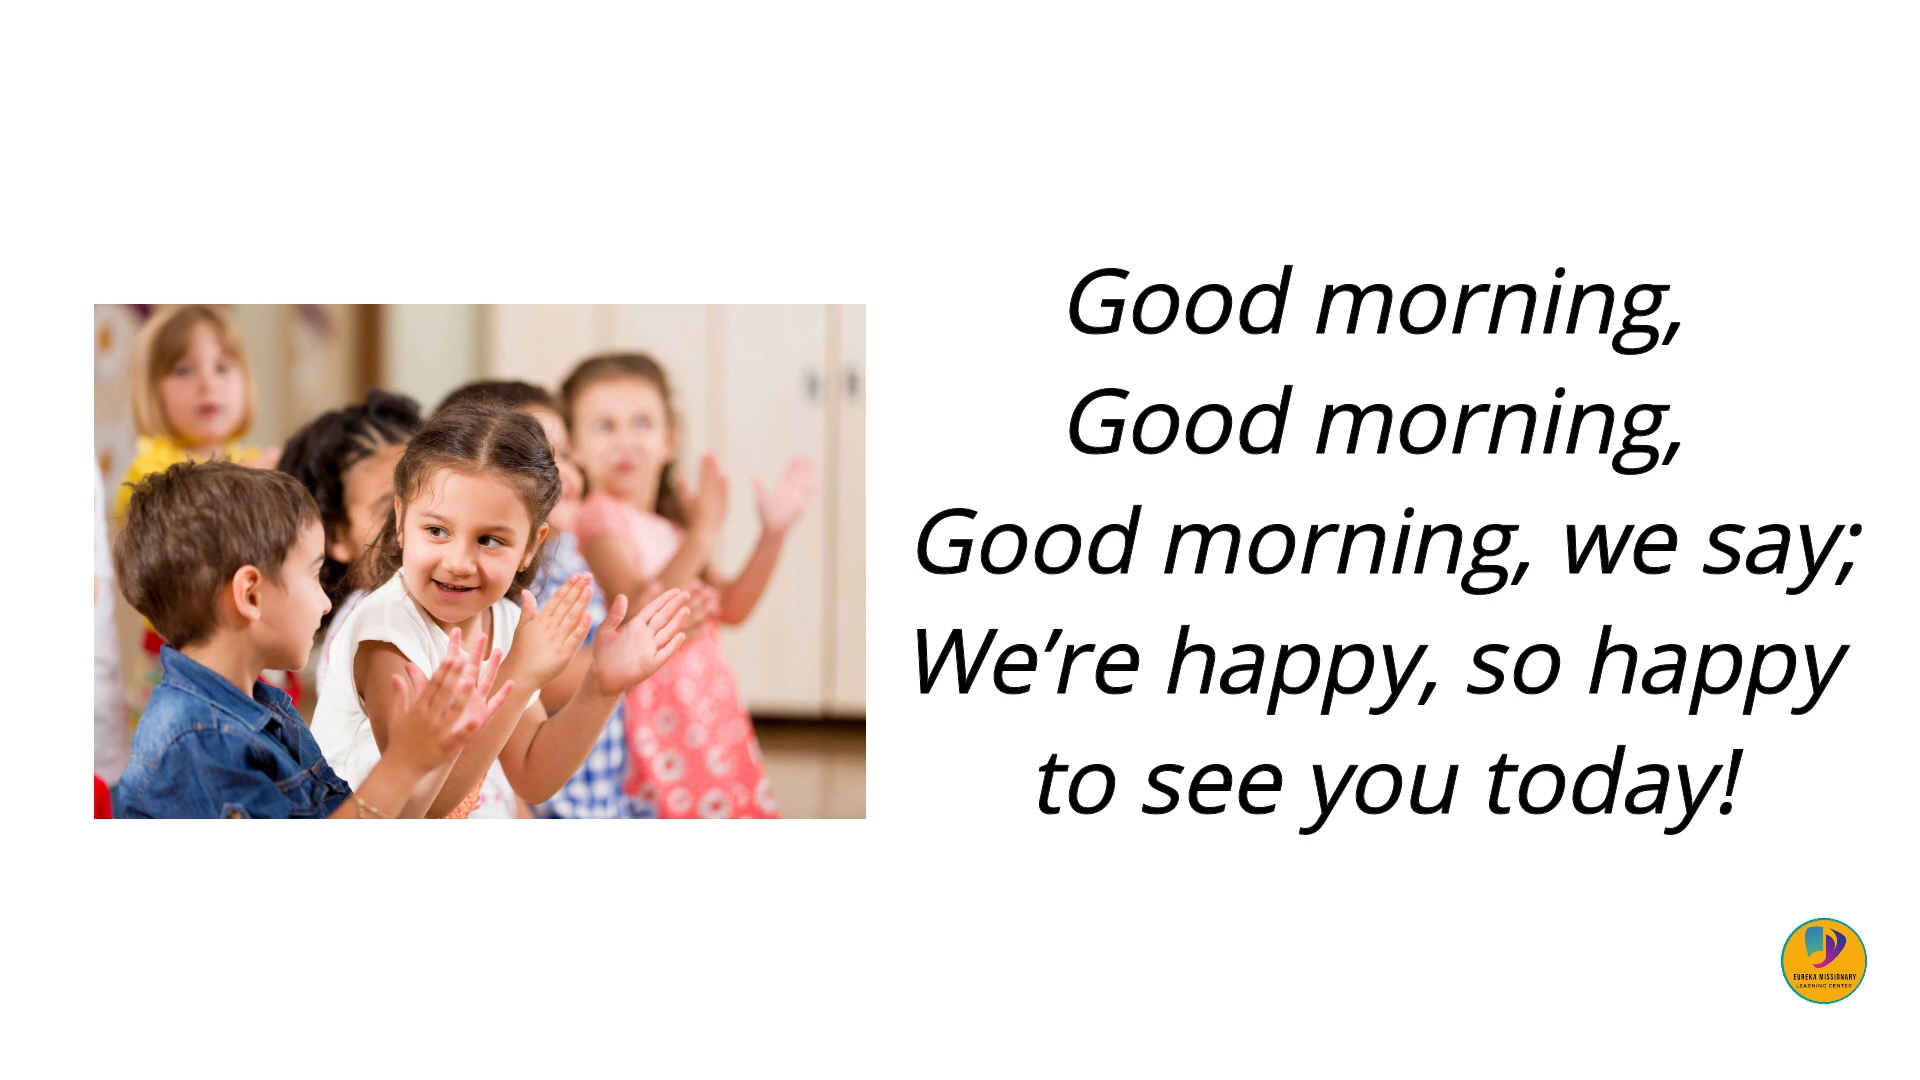 Good morning,
Good morning,
Good morning, we say;
We’re happy, so happy
to see you today!
EUREKA MISSIONARY
LEARNING CENTER